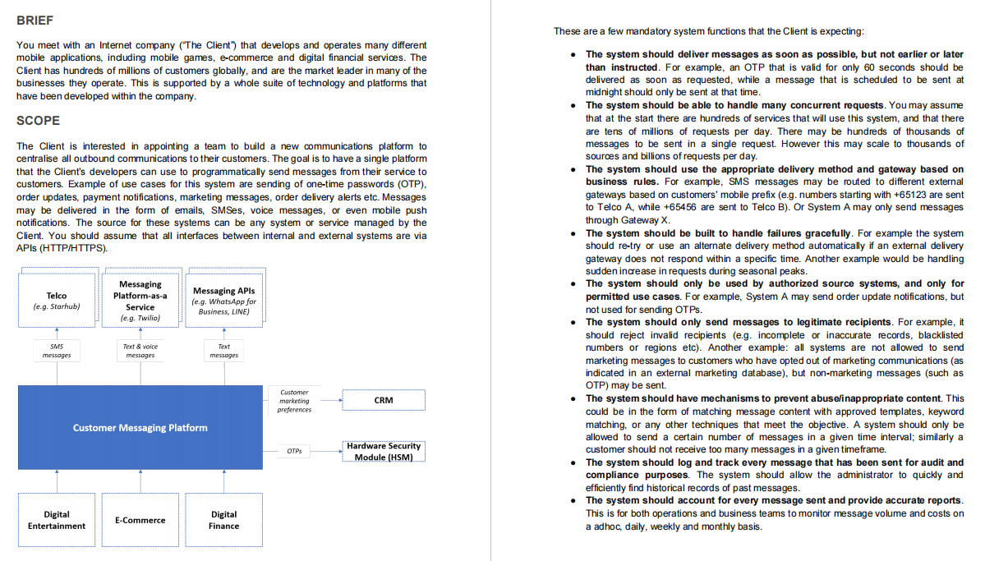 BRIEF
You meet with an Internet company (“The Client”) that develops and operates many different
mobile applications, including mobile games, e-commerce and digital financial services. The
Client has hundreds of millions of customers globally, and are the market leader in many of the
businesses they operate. This is supported by a whole suite of technology and platforms that
have been developed within the company.
SCOPE
The Client is interested in appointing a team to build a new communications platform to
centralise all outbound communications to their customers. The goal is to have a single platform
that the Client's developers can use to programmatically send messages from their service to
customers. Example of use cases for this system are sending of one-time passwords (OTP),
order updates, payment notifications, marketing messages, order delivery alerts etc. Messages
may be delivered in the form of emails, SMSes, voice messages, or even mobile push
notifications. The source for these systems can be any system or service managed by the
Client. You should assume that all interfaces between internal and external systems are via
APIs (HTTP/HTTPS).
Telco
(e.g. Starhub)
Messaging
Platform-as-a
Service
(e.g. Twilio)
Messaging APIs
(e.g. WhatsApp for
Business, LINE)
SMS
messages
Text & voice
messages
Text
messages
Customer Messaging Platform
Customer
marketing
preferences
CRM
OTPs
Hardware Security
Module (HSM)
Digital
Entertainment
E-Commerce
Digital
Finance
These are a few mandatory system functions that the Client is expecting:
● The system should deliver messages as soon as possible, but not earlier or later
than instructed. For example, an OTP that is valid for only 60 seconds should be
delivered as soon as requested, while a message that is scheduled to be sent at
midnight should only be sent at that time.
● The system should be able to handle many concurrent requests. You may assume
that at the start there are hundreds of services that will use this system, and that there
are tens of millions of requests per day. There may be hundreds of thousands of
messages to be sent in a single request. However this may scale to thousands of
sources and billions of requests per day.
● The system should use the appropriate delivery method and gateway based on
business rules. For example, SMS messages may be routed to different external
gateways based on customers' mobile prefix (e.g. numbers starting with +65123 are sent
to Telco A, while +65456 are sent to Telco B). Or System A may only send messages
through Gateway X.
● The system should be built to handle failures gracefully. For example the system
should re-try or use an alternate delivery method automatically if an external delivery
gateway does not respond within a specific time. Another example would be handling
sudden increase in requests during seasonal peaks.
● The system should only be used by authorized source systems, and only for
permitted use cases. For example, System A may send order update notifications, but
not used for sending OTPs.
● The system should only send messages to legitimate recipients. For example, it
should reject invalid recipients (e.g. incomplete or inaccurate records, blacklisted
numbers or regions etc). Another example: all systems are not allowed to send
marketing messages to customers who have opted out of marketing communications (as
indicated in an external marketing database), but non-marketing messages (such as
OTP) may be sent.
● The system should have mechanisms to prevent abuse/inappropriate content. This
could be in the form of matching message content with approved templates, keyword
matching, or any other techniques that meet the objective. A system should only be
allowed to send a certain number of messages in a given time interval; similarly a
customer should not receive too many messages in a given timeframe.
● The system should log and track every message that has been sent for audit and
compliance purposes. The system should allow the administrator to quickly and
efficiently find historical records of past messages.
● The system should account for every message sent and provide accurate reports.
This is for both operations and business teams to monitor message volume and costs on
a adhoc, daily, weekly and monthly basis.